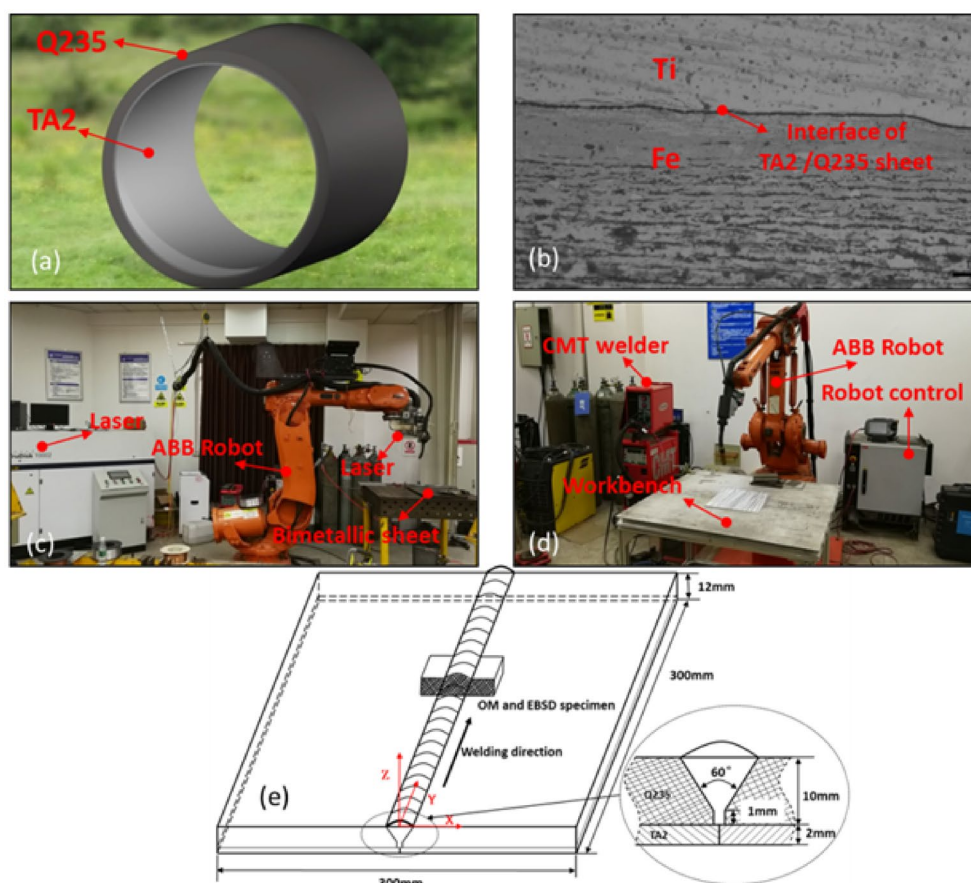 Q235
TA2
(a)
Ti
Interface of
TA2 /Q235 sheet
Fe
(b)
Laser
ABB Robot
Laser
Bimetallic sheet
(c)
CMT welder
ABB Robot
Robot control
Workbench
CMT
(d)
12mm
300mm
OM and EBSD specimen
Welding direction
Z
Y
X
(e)
60°
Q235
10mm
1mm
TA2
2mm
300mm